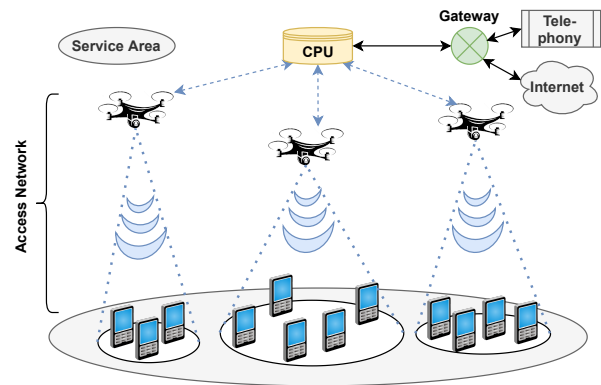 Gateway
Tele-
phony
Service Area
CPU
Internet
Access Network